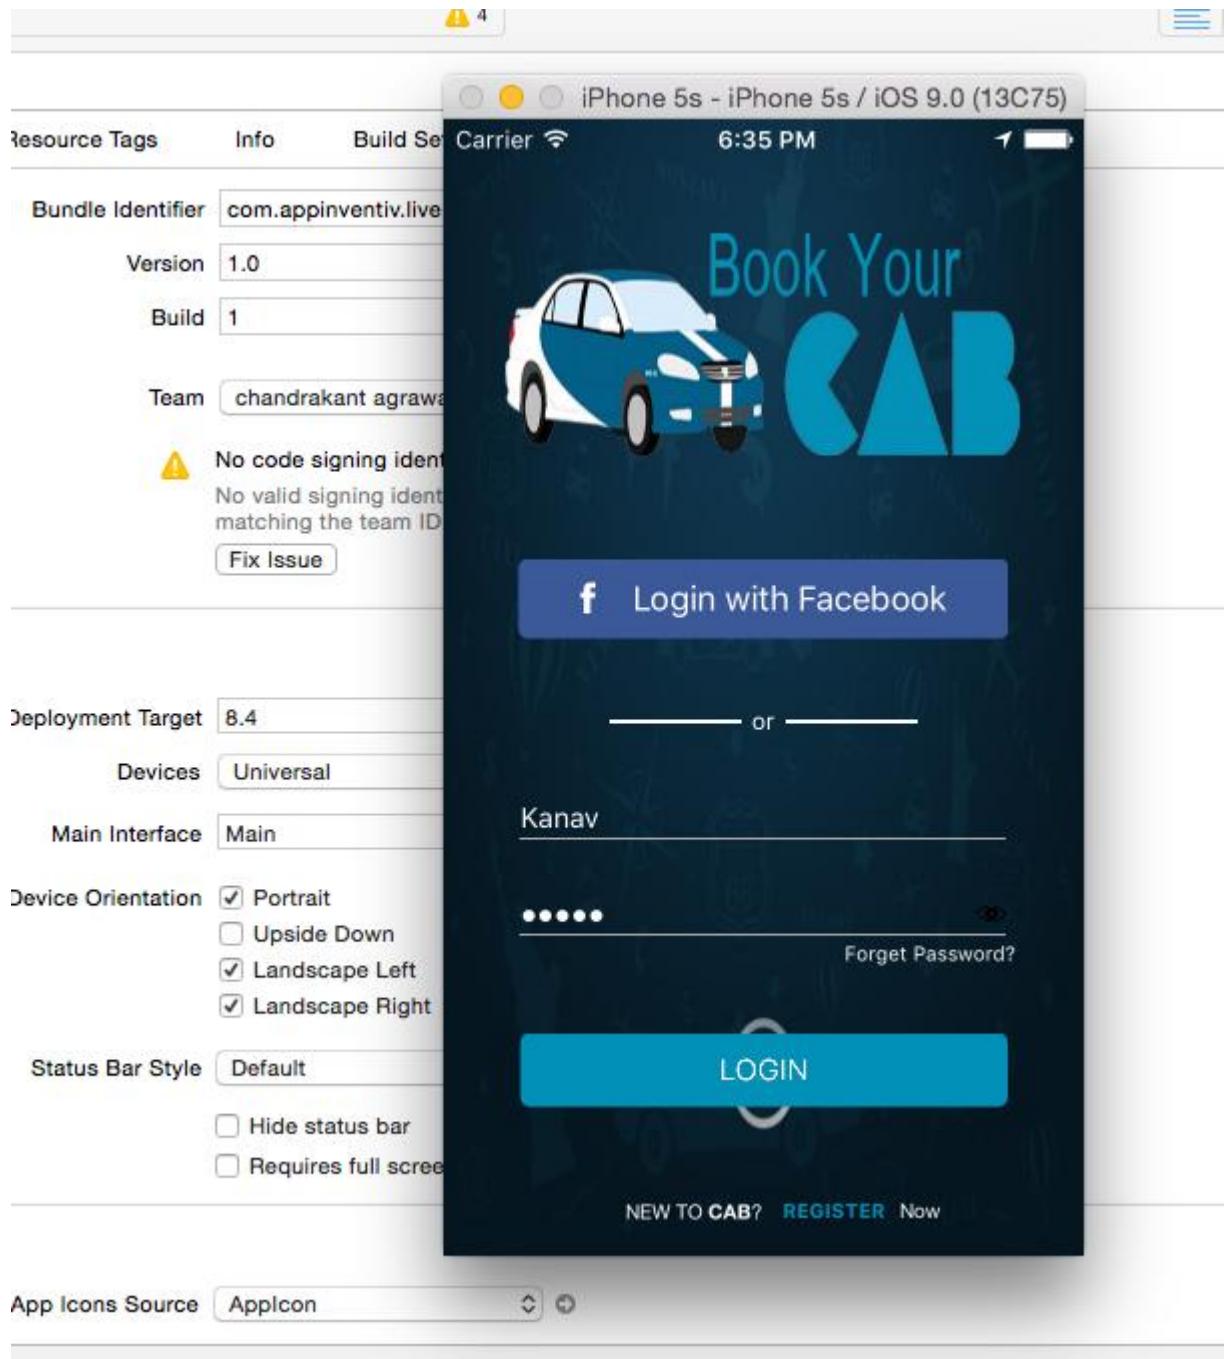 4
iPhone 5s - iPhone 5s / iOS 9.0 (13C75)
Resource Tags Info Build Se
Bundle Identifier com.appinventiv.live
Version 1.0
Build 1
Team chandrakant agrawa
No code signing ident
No valid signing ident
matching the team ID
Fix Issue
Deployment Target 8.4
Devices Universal
Main Interface Main
Device Orientation Portrait
Upside Down
Landscape Left
Landscape Right
Status Bar Style Default
Hide status bar
Requires full scree
App Icons Source AppIcon
Carrier 6:35 PM
Book Your
CAB
f Login with Facebook
or
Kanav
Forget Password?
LOGIN
NEW TO CAB? REGISTER Now